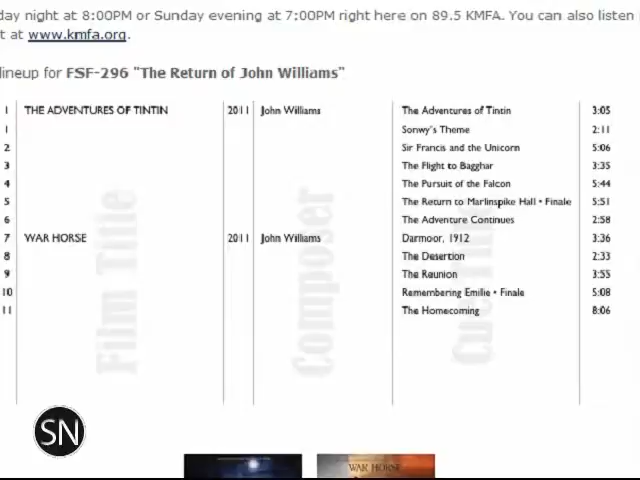 day night at 8:00PM or Sunday evening at 7:00PM right here on 89.5 KMFA. You can also listen
t at www.kmfa.org.
lineup for FSF-296 "The Return of John Williams"
1 THE ADVENTURES OF TINTIN 2011 John Williams The Adventures of Tintin 3:05
1 Sonwy's Theme 2:11
2 Sir Francis and the Unicorn 5:06
3 The Flight to Bagghar 3:35
4 The Pursuit of the Falcon 5:44
5 The Return to Marlinspike Hall • Finale 5:51
6 The Adventure Continues 2:58
7 WAR HORSE 2011 John Williams Darmoor, 1912 3:36
8 The Desertion 2:33
9 The Reunion 3:55
10 Remembering Emilie • Finale 5:08
11 The Homecoming 8:06
Film Title
Composer
SN
WAR HORSE